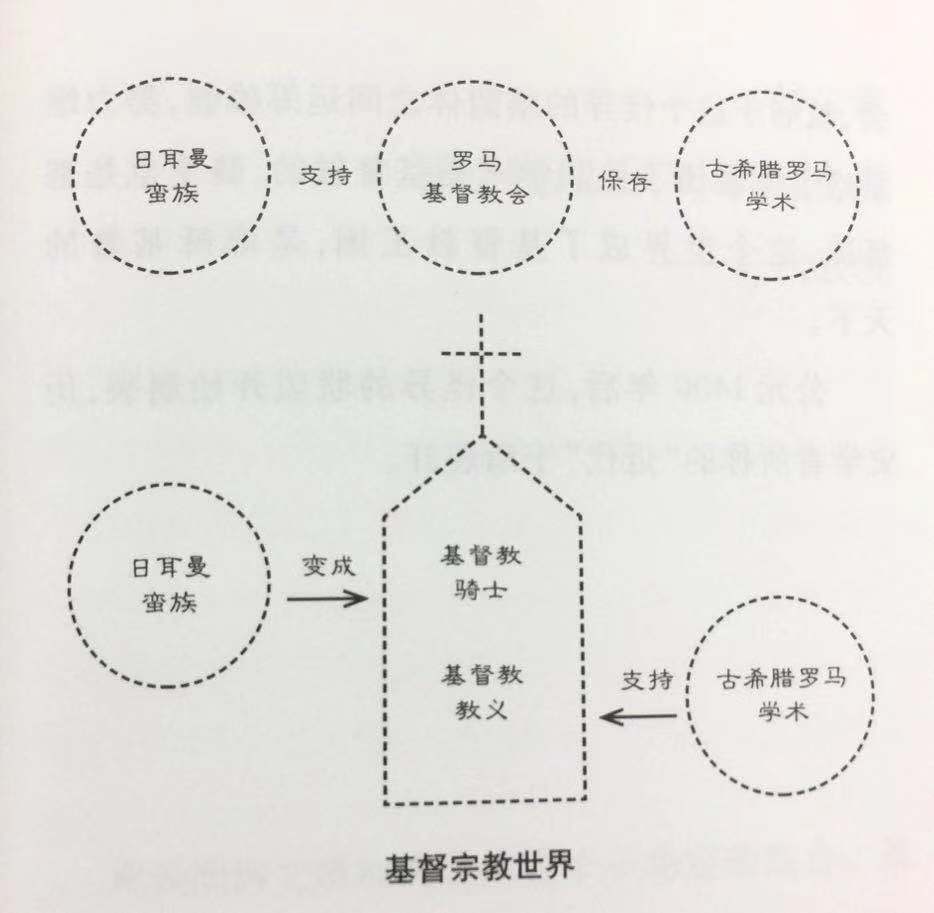 日耳曼
蛮族
支持
罗马
基督教会
保存
古希腊罗马
学术
日耳曼
蛮族
变成
基督教
骑士
基督教
教义
支持
古希腊罗马
学术
基督宗教世界